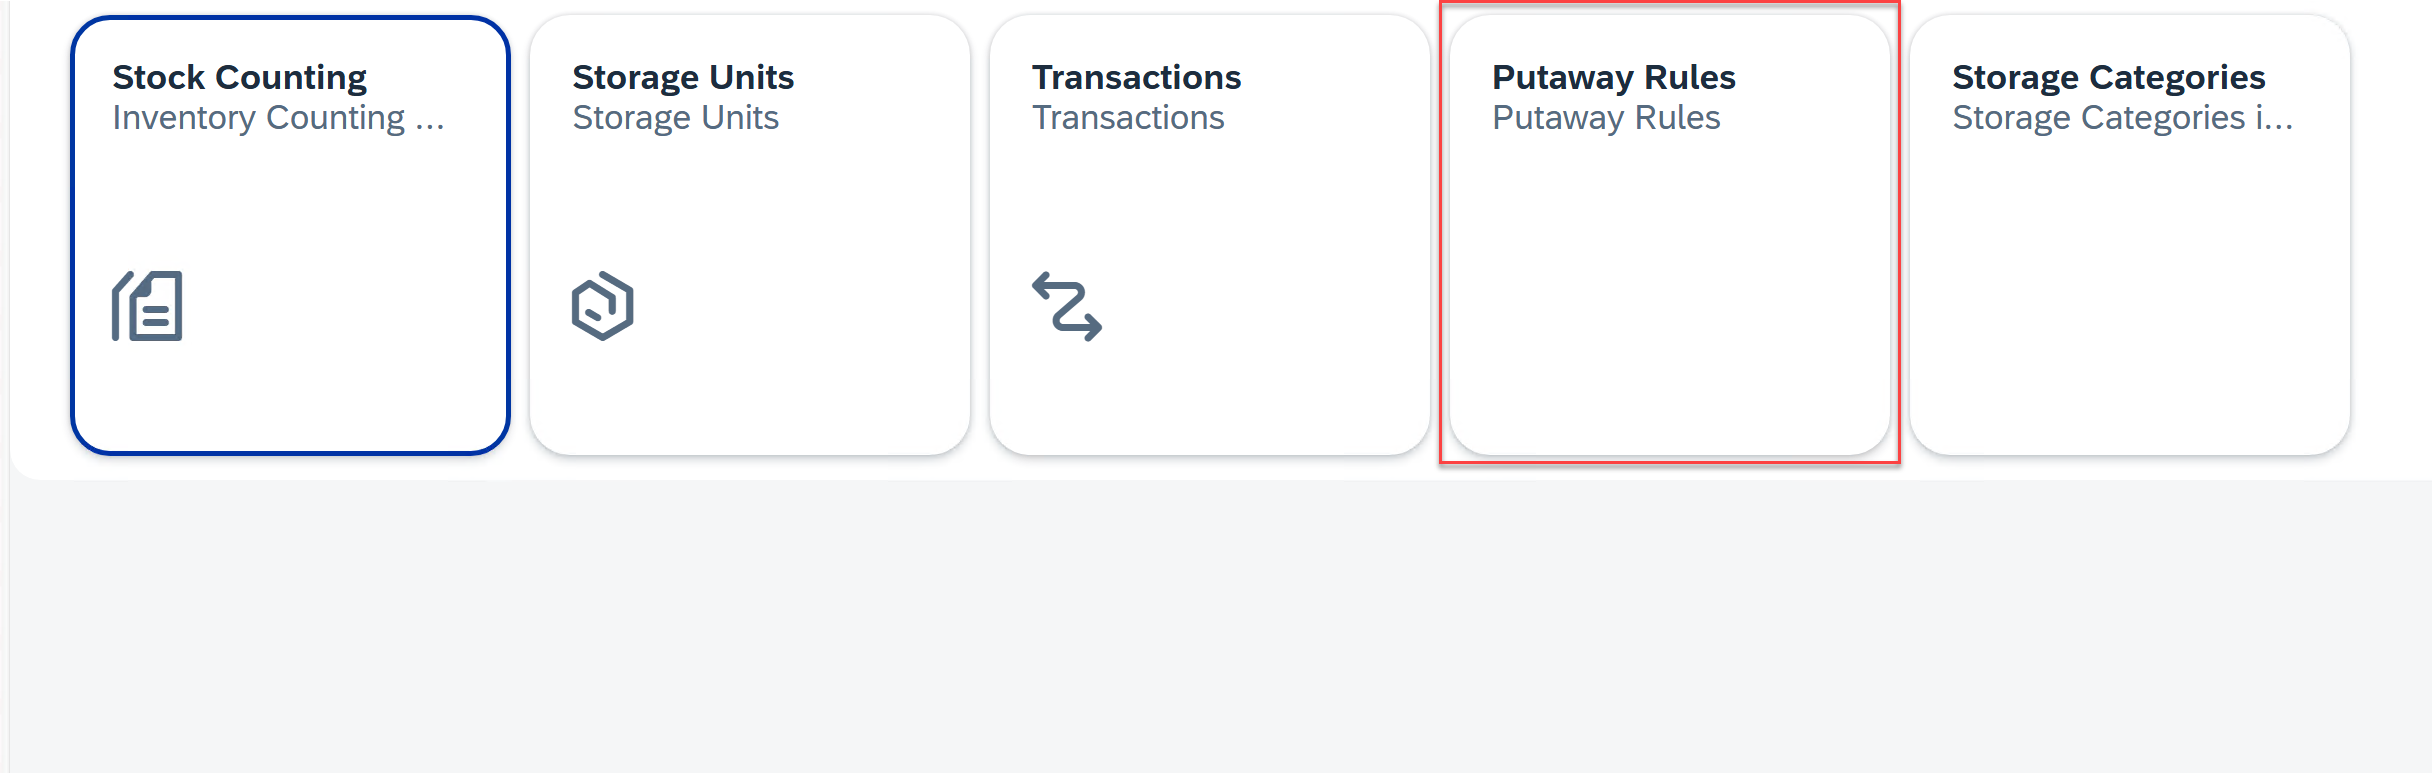 Stock Counting
Inventory Counting ...
Storage Units
Storage Units
Transactions
Transactions
Putaway Rules
Putaway Rules
Storage Categories
Storage Categories i...